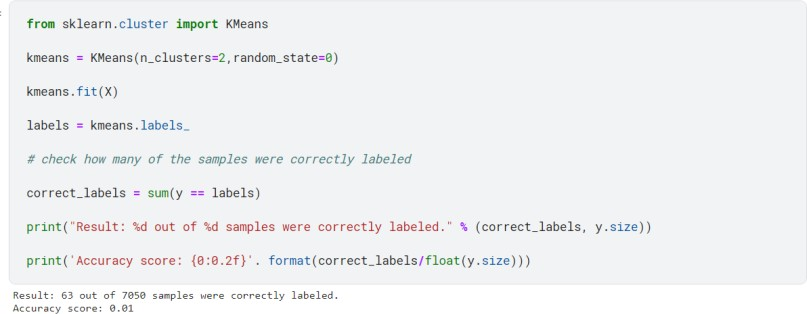 from sklearn.cluster import KMeans
kmeans = KMeans(n_clusters=2,random_state=0)
kmeans.fit(X)
labels = kmeans.labels_
# check how many of the samples were correctly labeled
correct_labels = sum(y == labels)
print("Result: %d out of %d samples were correctly labeled." % (correct_labels, y.size))
print('Accuracy score: {0:0.2f}'. format(correct_labels/float(y.size)))
Result: 63 out of 7050 samples were correctly labeled.
Accuracy score: 0.01